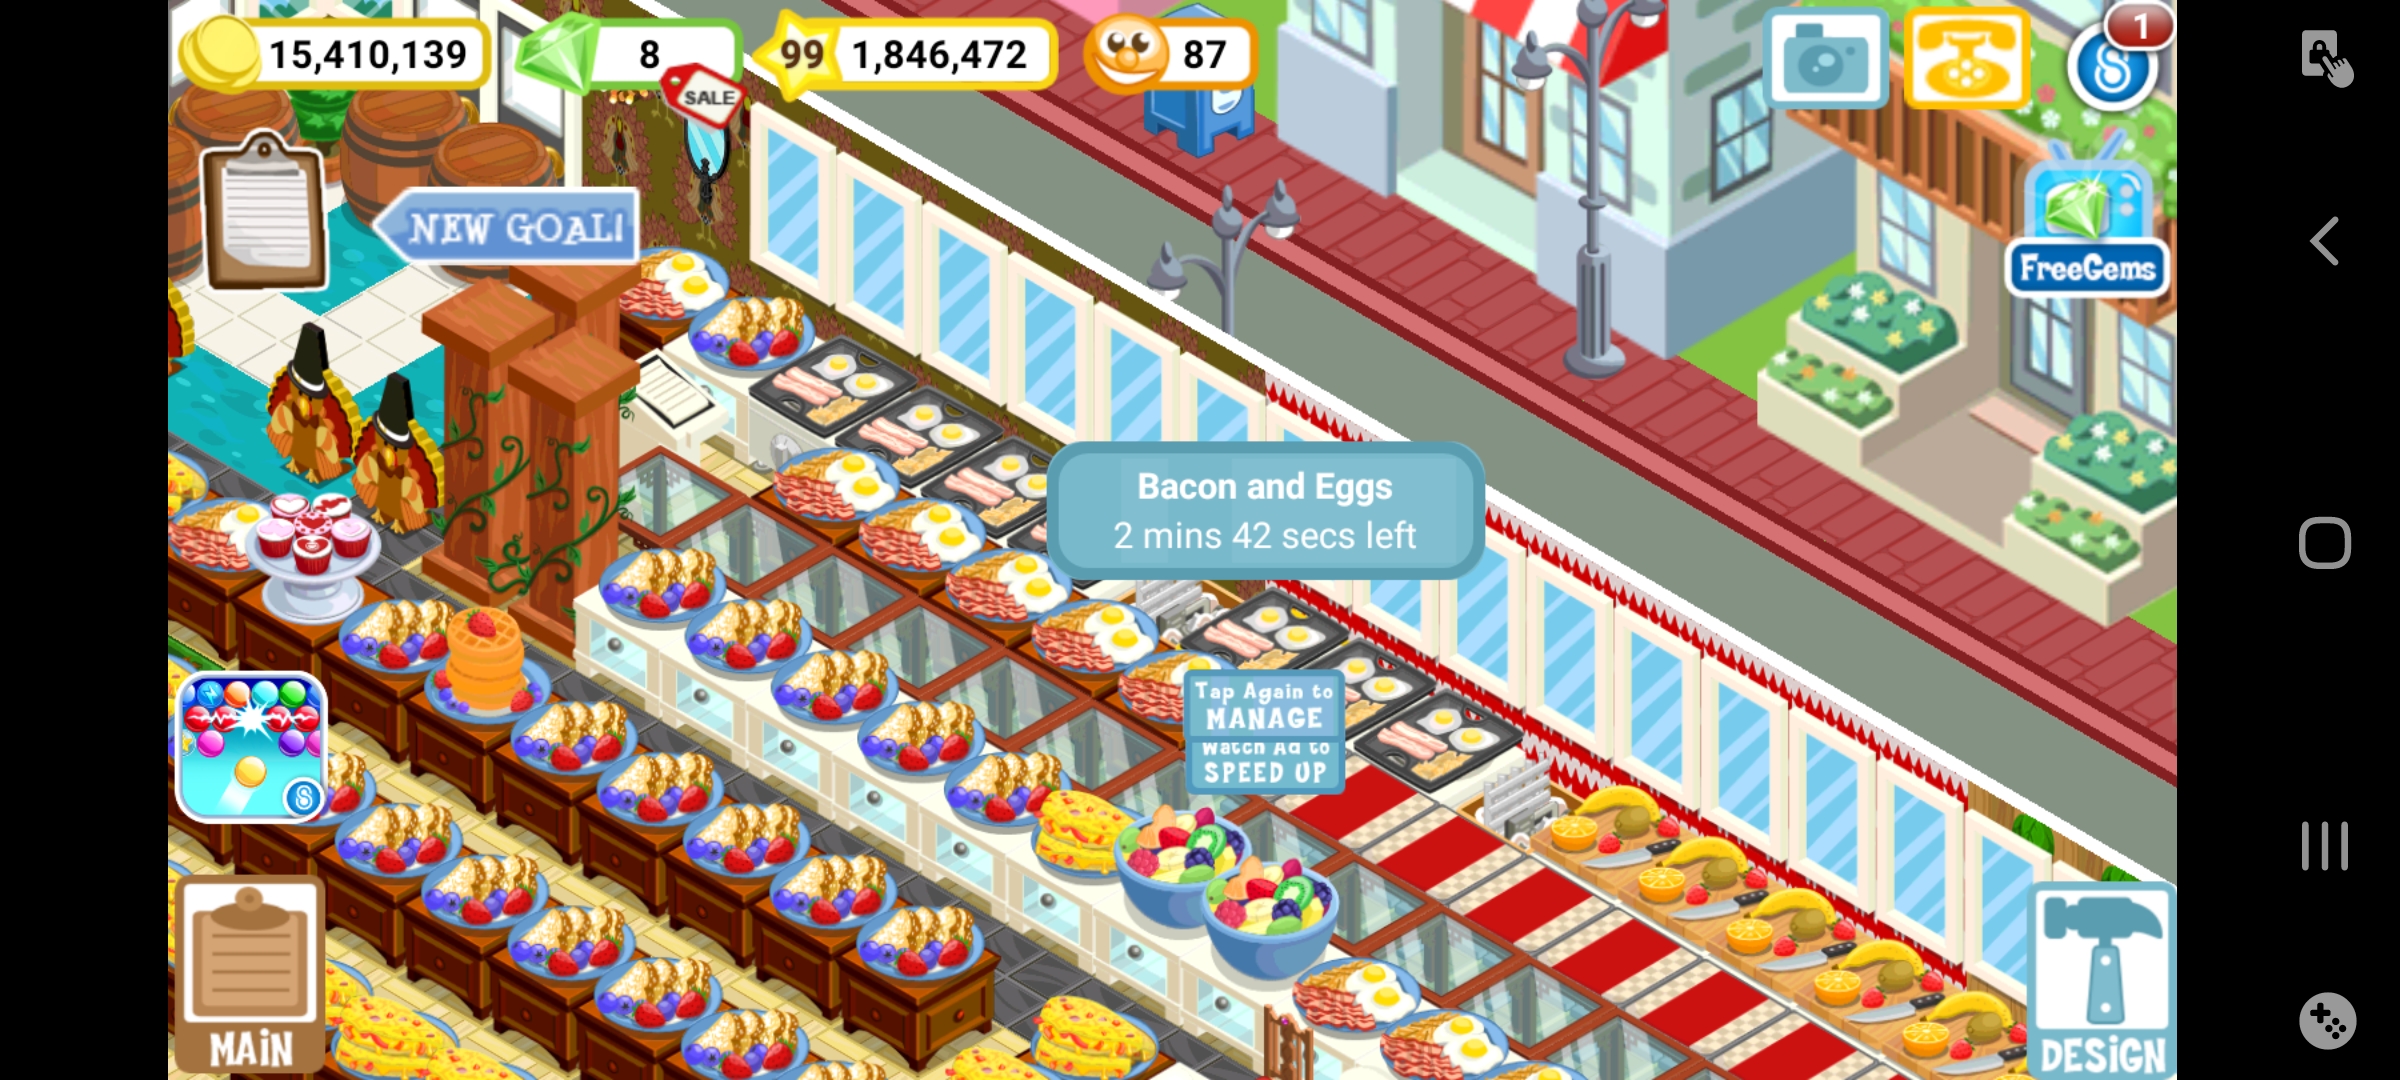 15,410,139
8
SALE
99
1,846,472
87
1
NEW GOAL!
FreeGems
Bacon and Eggs
2 mins 42 secs left
Tap Again to
MANAGE
Watch Ad to
SPEED UP
MAiN
DESiGN